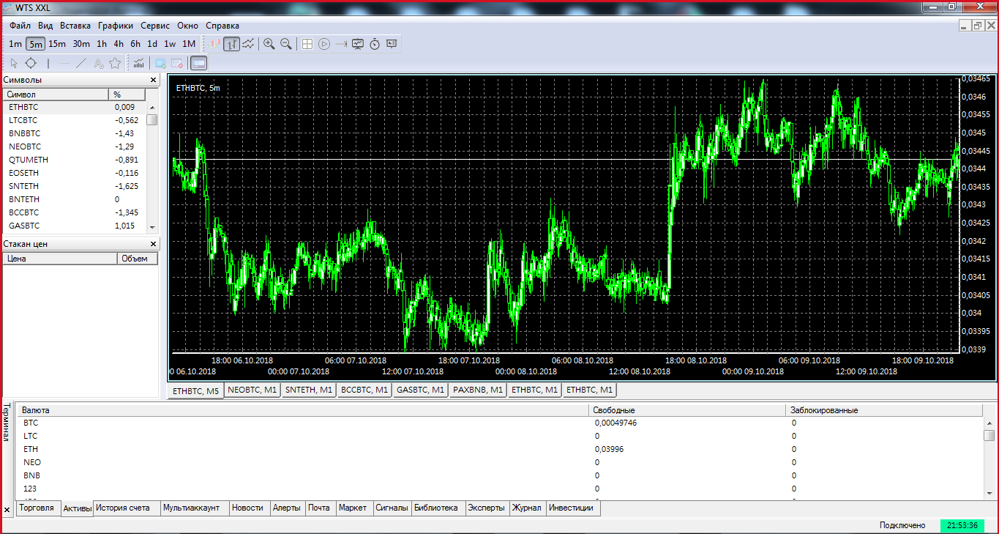 WTS XXL
Файл Вид Вставка Графики Сервис Окно Справка
1m 5m 15m 30m 1h 4h 6h 1d 1w 1M
Символы
Символ %
ETHBTC 0,009
LTCBTC -0,562
BNBBTC -1,43
NEOBTC -1,29
QTUMETH -0,891
EOSETH -0,116
SNTETH -1,625
BNTETH 0
BCCBTC -1,345
GASBTC 1,015
Стакан цен
Цена Объем
ETHBTC, 5m
0,03465
0,0346
0,03455
0,0345
0,03445
0,0344
0,03435
0,0343
0,03425
0,0342
0,03415
0,0341
0,03405
0,034
0,03395
0,0339
18:00 06.10.2018 06:00 07.10.2018 18:00 07.10.2018 06:00 08.10.2018 18:00 08.10.2018 06:00 09.10.2018 18:00 09.10.2018
0 06.10.2018 00:00 07.10.2018 12:00 07.10.2018 00:00 08.10.2018 12:00 08.10.2018 00:00 09.10.2018 12:00 09.10.2018
ETHBTC, M5 NEOBTC, M1 SNTETH, M1 BCCBTC, M1 GASBTC, M1 PAXBNB, M1 ETHBTC, M1 ETHBTC, M1
Терминал
Валюта Свободные Заблокированные
BTC 0,00049746 0
LTC 0 0
ETH 0,03996 0
NEO 0 0
BNB 0 0
123 0 0
Торговля Активы История счета Мультиаккаунт Новости Алерты Почта Маркет Сигналы Библиотека Эксперты Журнал Инвестиции
Подключено 21:53:36